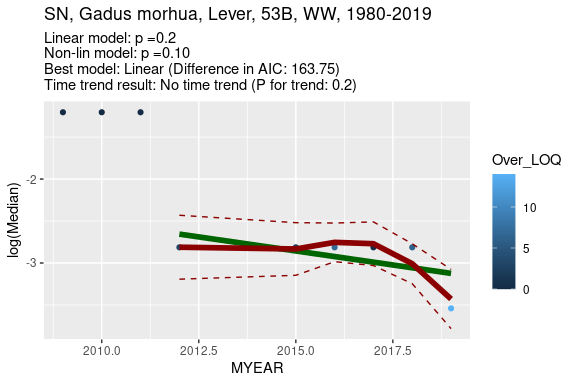 SN, Gadus morhua, Lever, 53B, WW, 1980-2019
Linear model: p =0.2
Non-lin model: p =0.10
Best model: Linear (Difference in AIC: 163.75)
Time trend result: No time trend (P for trend: 0.2)
log(Median)
-2
-3
2010.0
2012.5
2015.0
2017.5
MYEAR
Over_LOQ
10
5
0